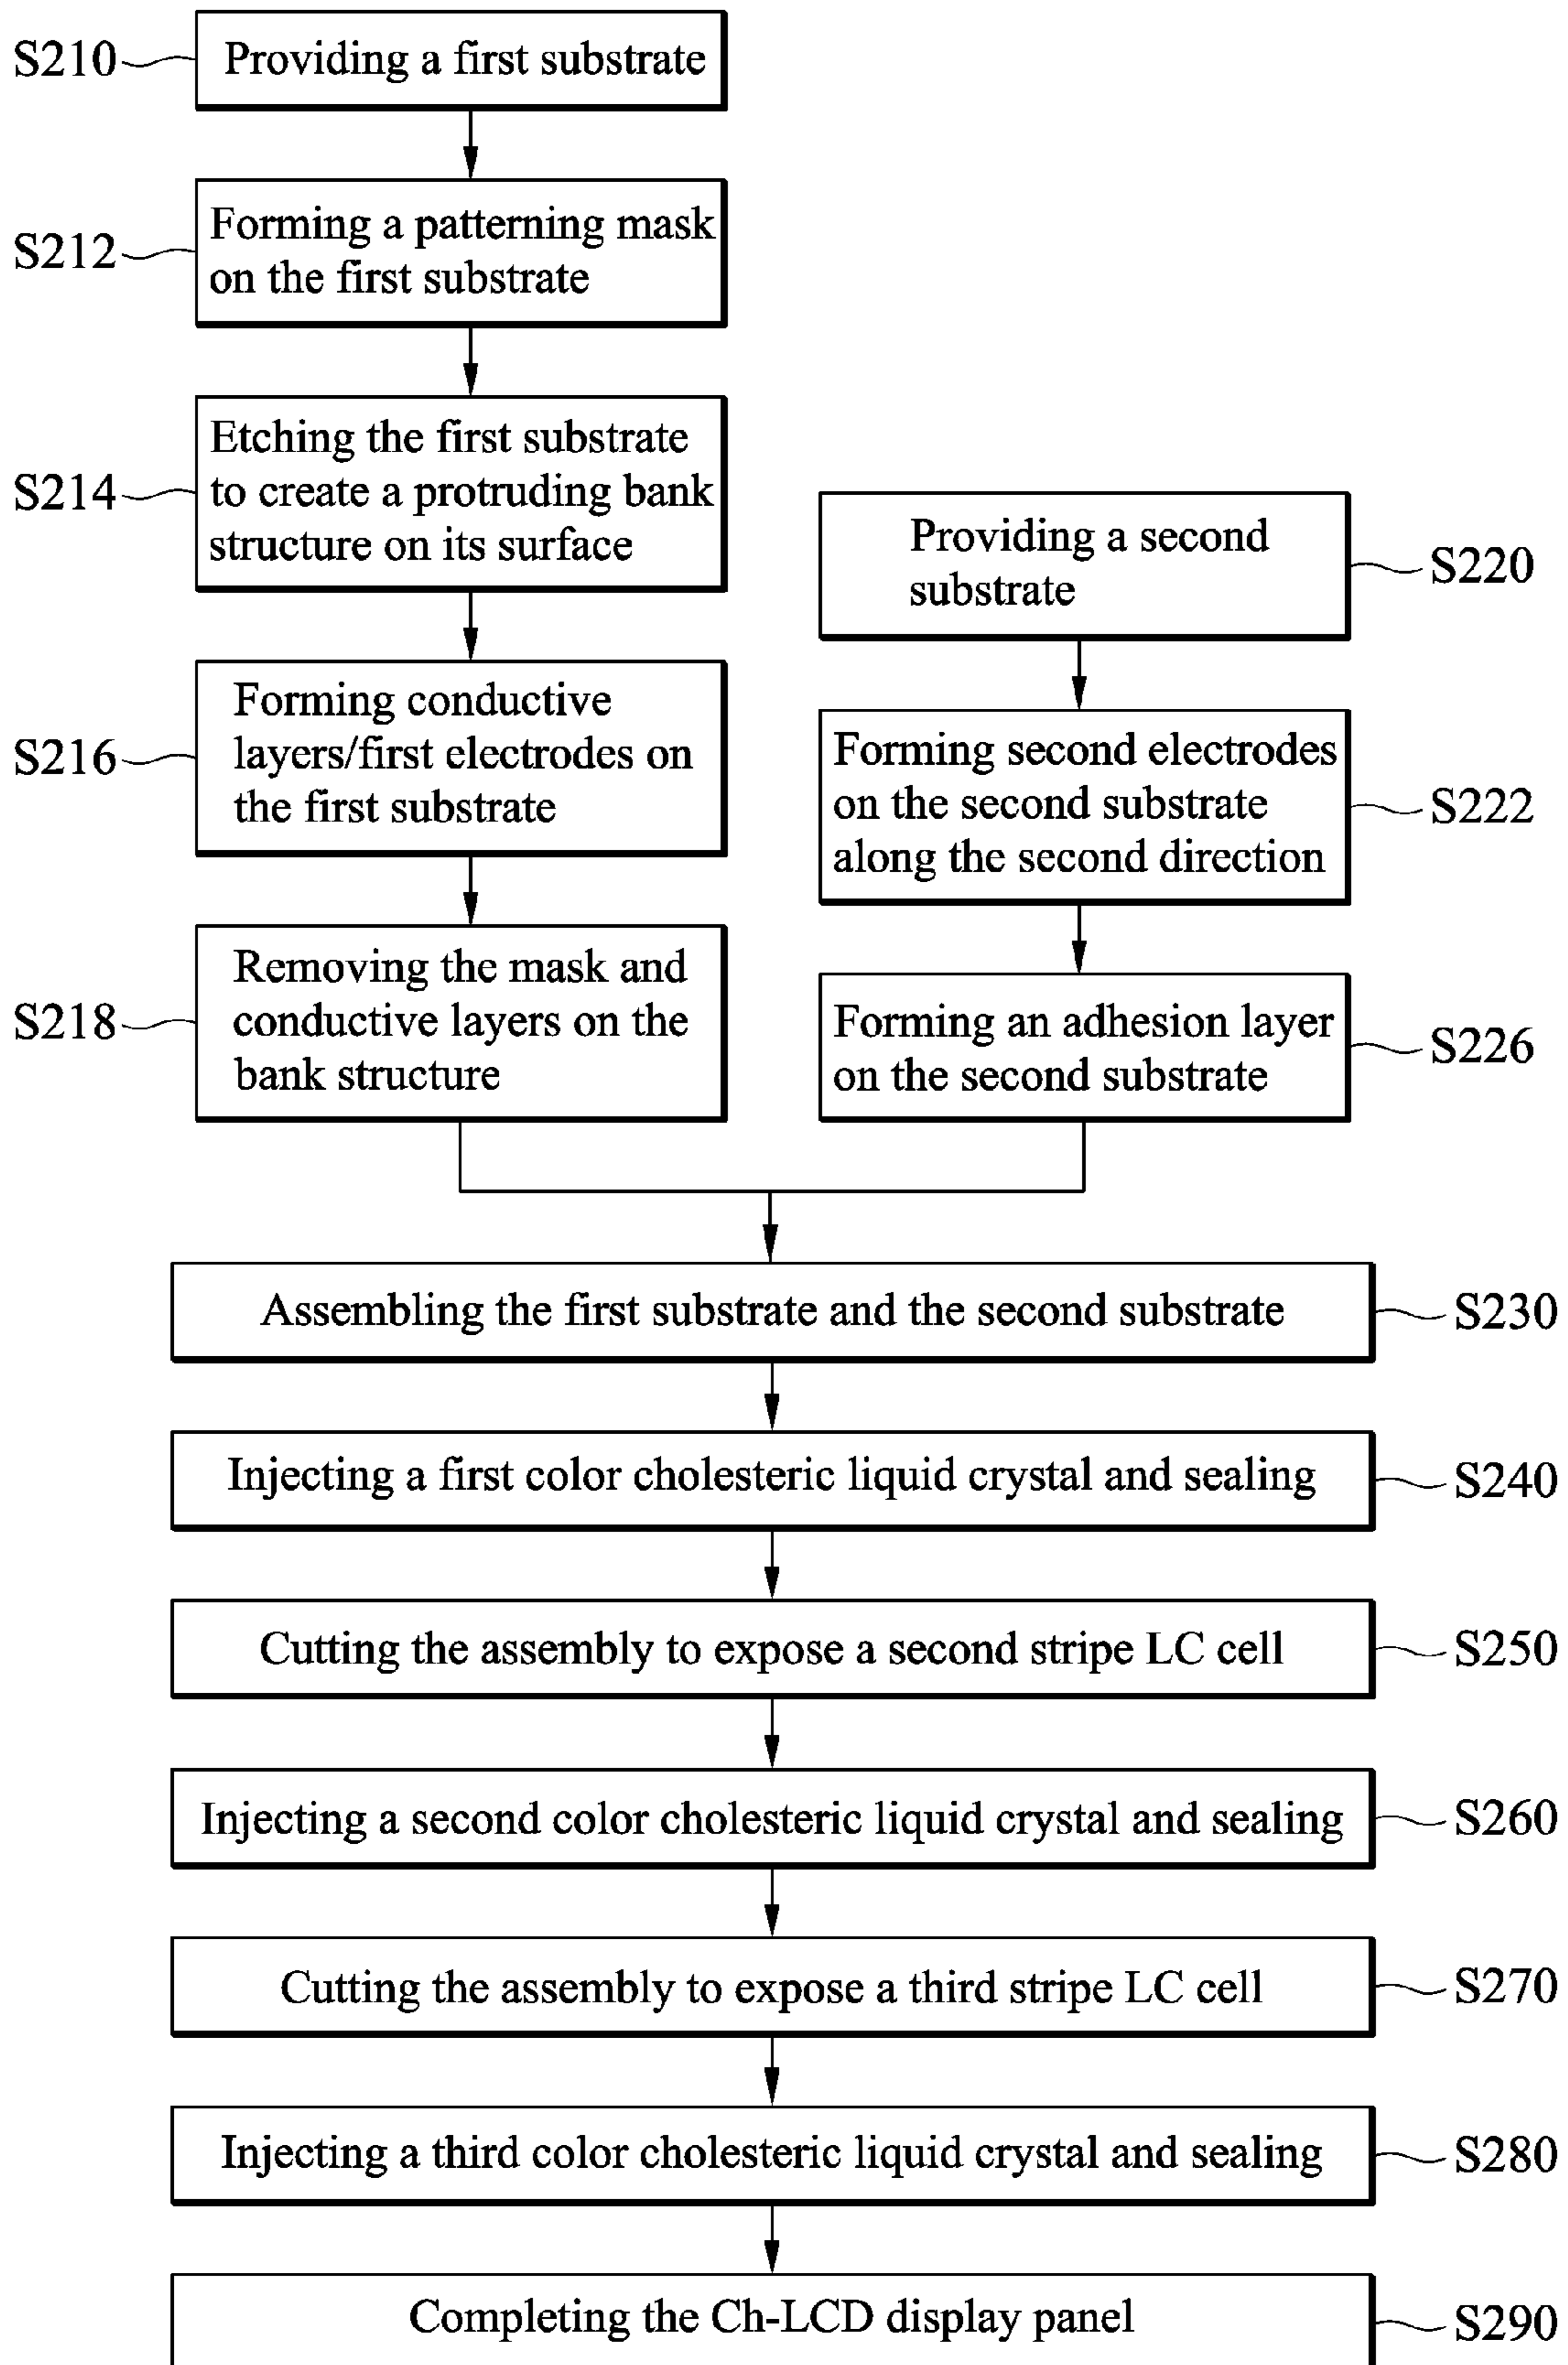 S210
Providing a first substrate
S212
Forming a patterning mask
on the first substrate
S214
Etching the first substrate
to create a protruding bank
structure on its surface
S216
Forming conductive
layers/first electrodes on
the first substrate
S218
Removing the mask and
conductive layers on the
bank structure
Providing a second
substrate
S220
Forming second electrodes
on the second substrate
along the second direction
S222
Forming an adhesion layer
on the second substrate
S226
Assembling the first substrate and the second substrate
S230
Injecting a first color cholesteric liquid crystal and sealing
S240
Cutting the assembly to expose a second stripe LC cell
S250
Injecting a second color cholesteric liquid crystal and sealing
S260
Cutting the assembly to expose a third stripe LC cell
S270
Injecting a third color cholesteric liquid crystal and sealing
S280
Completing the Ch-LCD display panel
S290